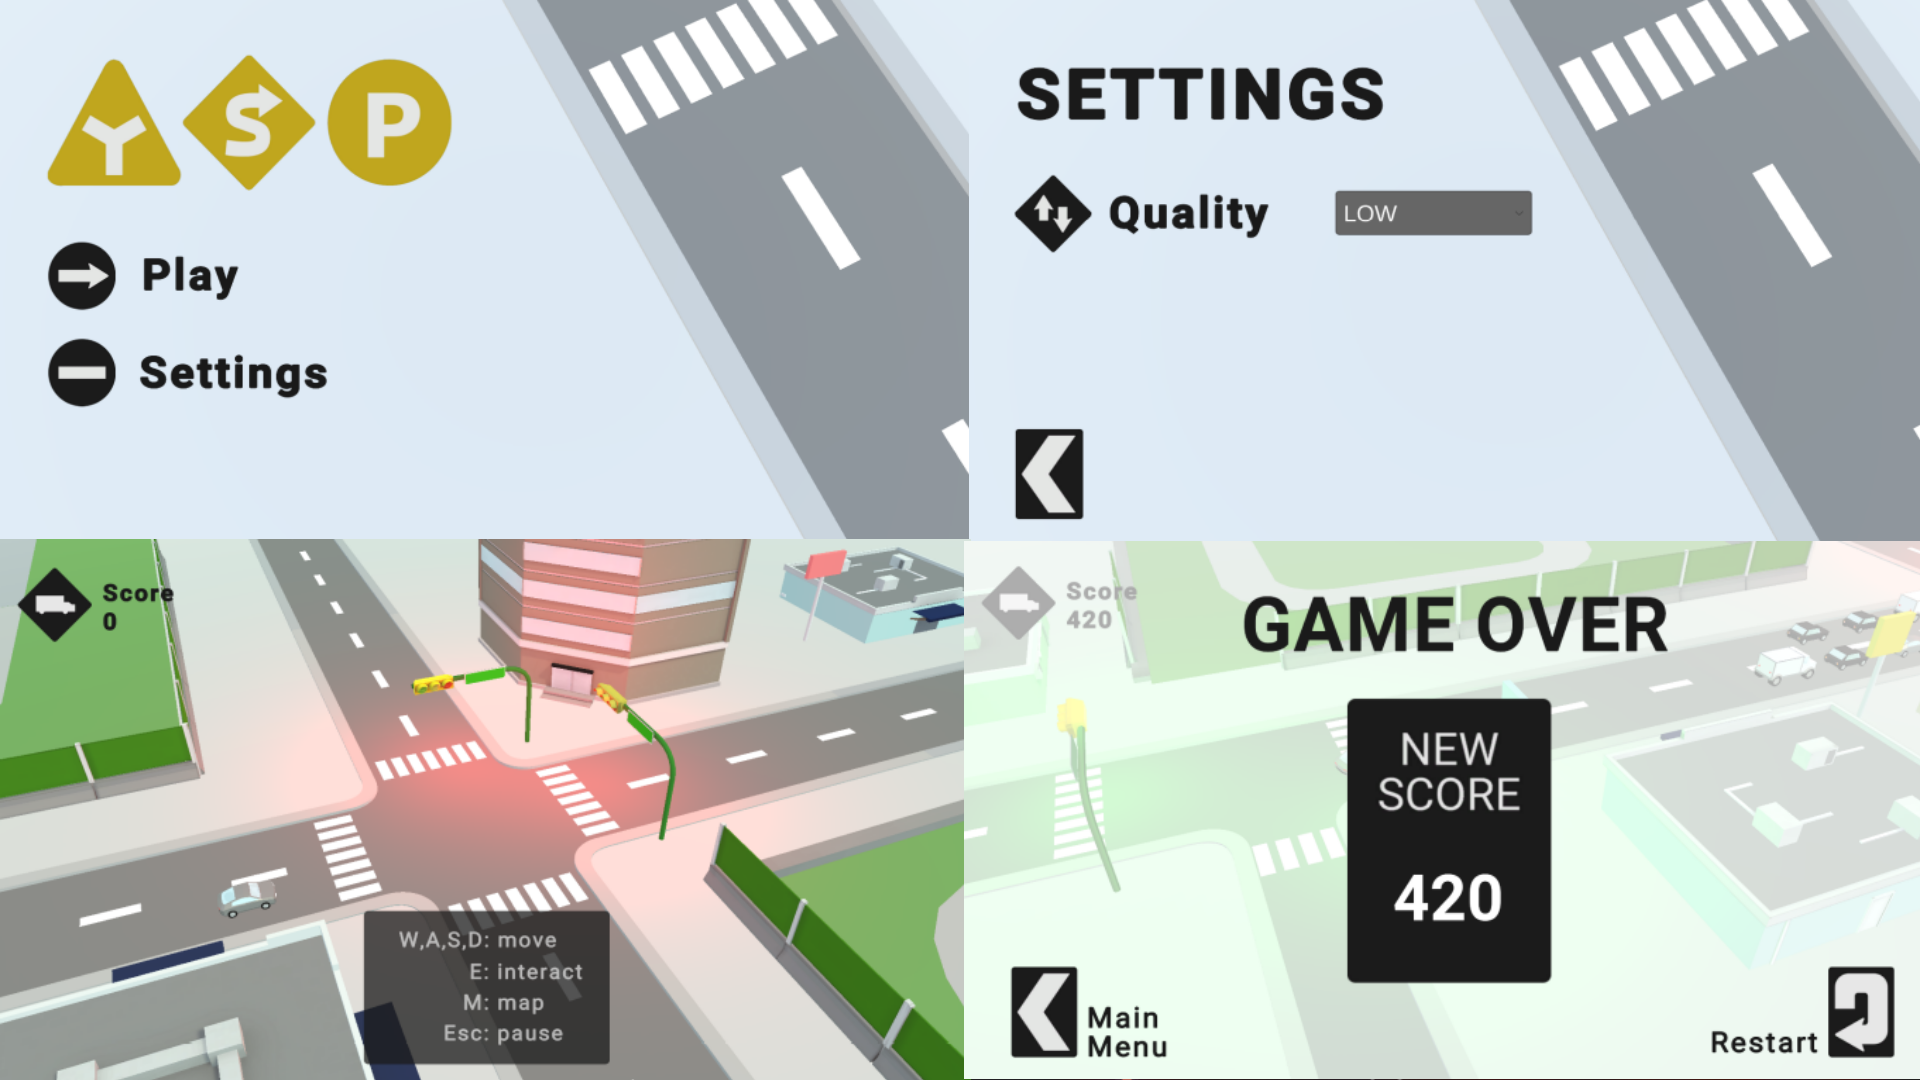 Y S P
Play
Settings
SETTINGS
Quality
LOW
Score
0
W,A,S,D: move
E: interact
M: map
Esc: pause
Score
420
GAME OVER
NEW
SCORE
420
Main
Menu
Restart